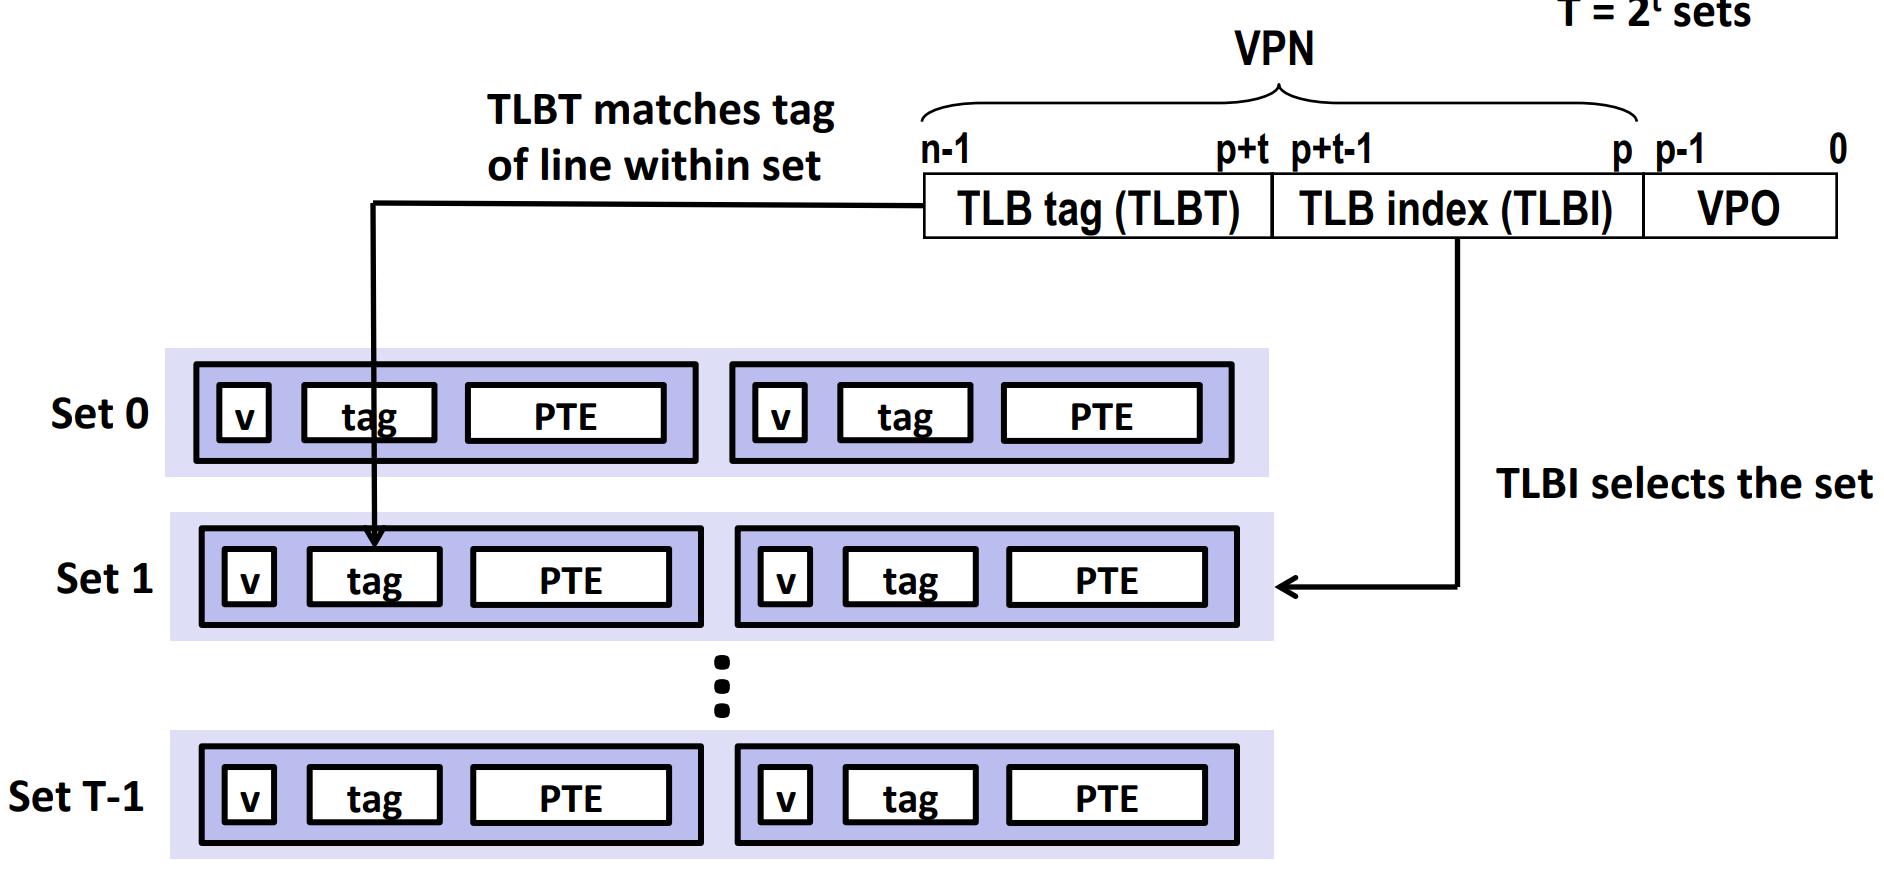 T = 2ᵗ sets
VPN
TLBT matches tag
of line within set
n-1 p+t p+t-1 p p-1 0
TLB tag (TLBT) TLB index (TLBI) VPO
Set 0 v tag PTE v tag PTE
TLBI selects the set
Set 1 v tag PTE v tag PTE
Set T-1 v tag PTE v tag PTE